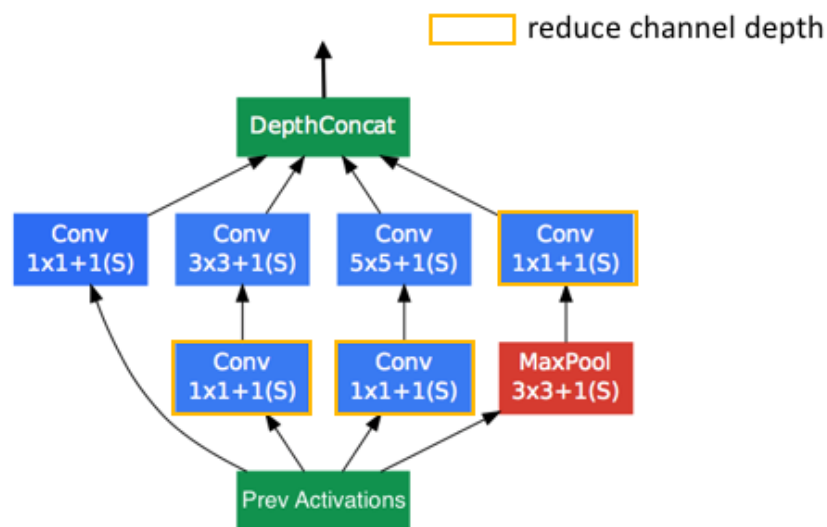 reduce channel depth
DepthConcat
Conv
1x1+1(S)
Conv
3x3+1(S)
Conv
5x5+1(S)
Conv
1x1+1(S)
Conv
1x1+1(S)
Conv
1x1+1(S)
MaxPool
3x3+1(S)
Prev Activations